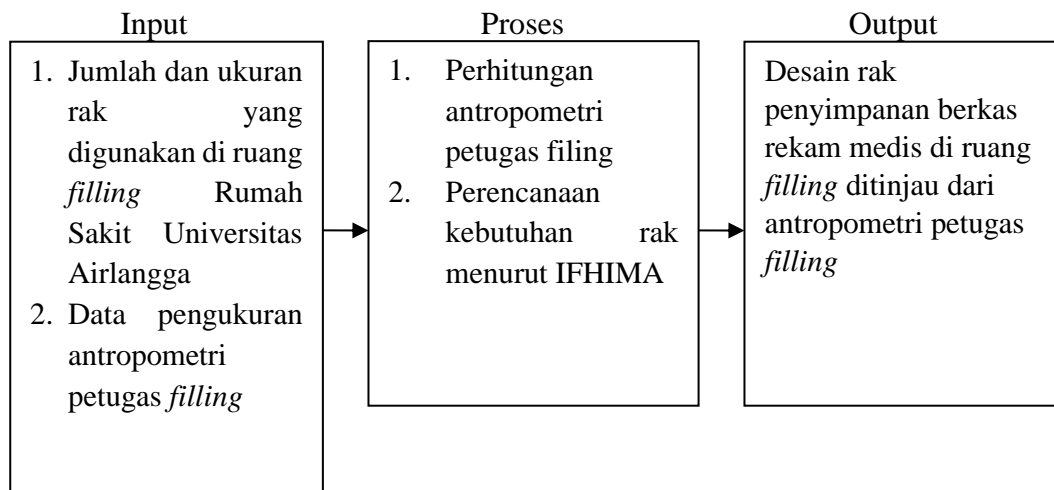 Input
1. Jumlah dan ukuran
rak yang
digunakan di ruang
filling Rumah
Sakit Universitas
Airlangga
2. Data pengukuran
antropometri
petugas filling
Proses
1. Perhitungan
antropometri
petugas filing
2. Perencanaan
kebutuhan rak
menurut IFHIMA
Output
Desain rak
penyimpanan berkas
rekam medis di ruang
filling ditinjau dari
antropometri petugas
filling